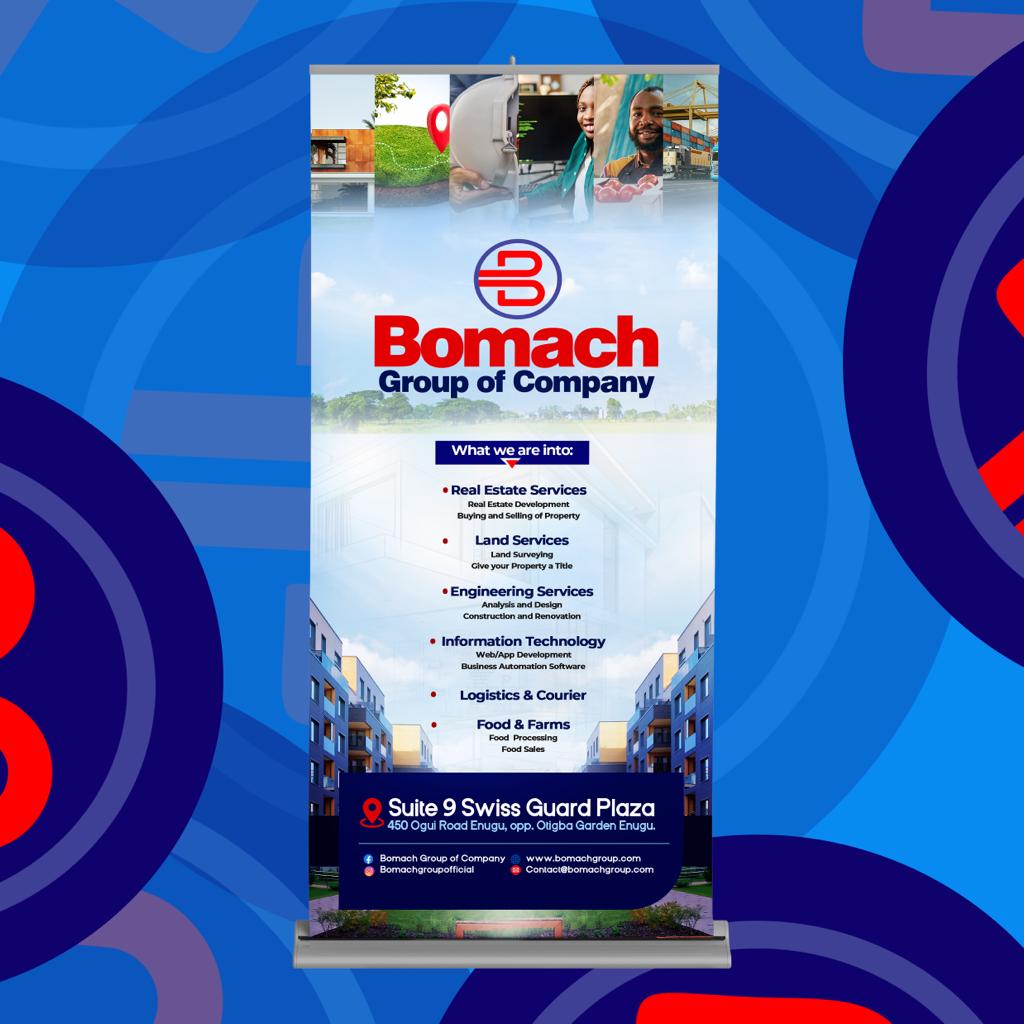 Bomach
Group of Company
What we are into:
• Real Estate Services
Real Estate Development
Buying and Selling of Property
• Land Services
Land Surveying
Give your Property a Title
• Engineering Services
Analysis and Design
Construction and Renovation
• Information Technology
Web/App Development
Business Automation Software
• Logistics & Courier
• Food & Farms
Food Processing
Food Sales
Suite 9 Swiss Guard Plaza
450 Ogui Road Enugu, opp. Otigba Garden Enugu.
Bomach Group of Company www.bomachgroup.com
Bomachgroupofficial Contact@bomachgroup.com